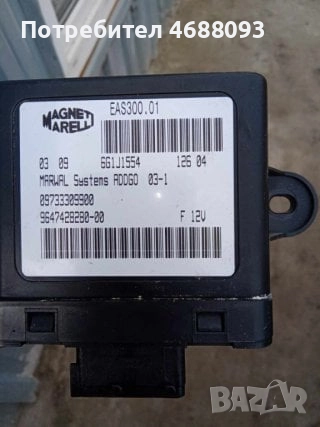 Потребител 4688093
MAGNETI
MARELLI
EAS300.01
03 09 6G1J1554 126 04
MARWAL Systems ADDGO 03-1
09733309900
9647428280-00 F 12V
BAZAR